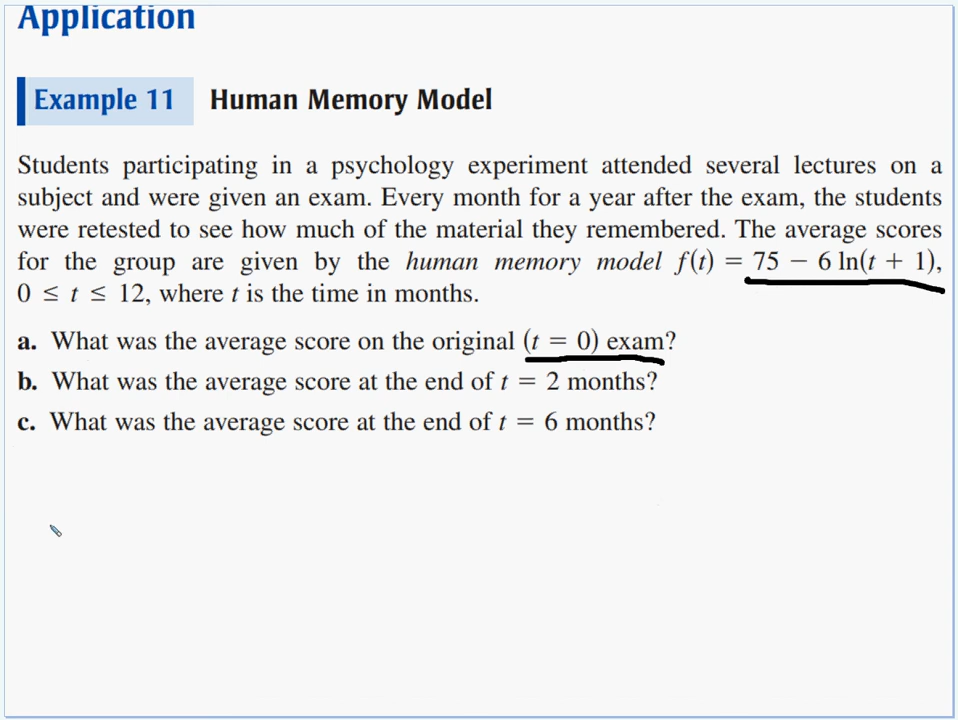 Application
Example 11 Human Memory Model
Students participating in a psychology experiment attended several lectures on a
subject and were given an exam. Every month for a year after the exam, the students
were retested to see how much of the material they remembered. The average scores
for the group are given by the human memory model f(t) = 75 − 6 ln(t + 1),
0 ≤ t ≤ 12, where t is the time in months.
a. What was the average score on the original (t = 0) exam?
b. What was the average score at the end of t = 2 months?
c. What was the average score at the end of t = 6 months?